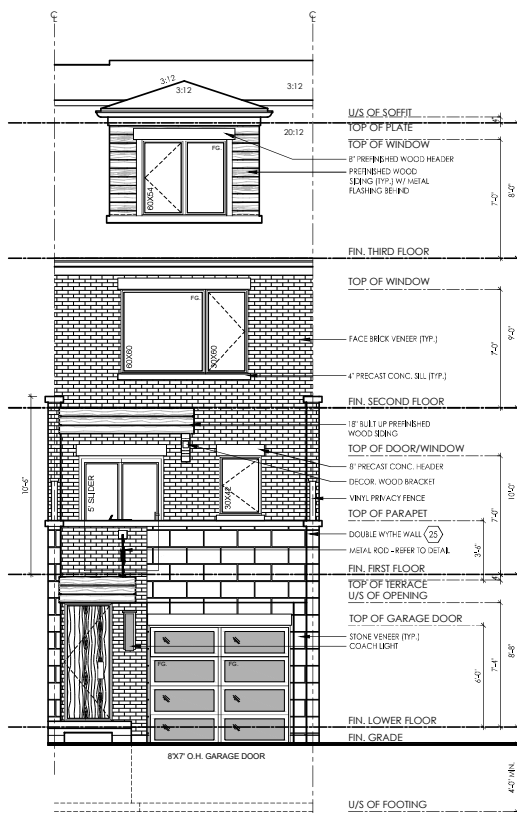 ℄ ℄
3:12
3:12
3:12
20:12
U/S OF SOFFIT
4"
TOP OF PLATE
TOP OF WINDOW
8" PREFINISHED WOOD HEADER
PREFINISHED WOOD
SIDING (TYP.) W/ METAL
FLASHING BEHIND
FG.
60X54
7'-0"
8'-0"
FIN. THIRD FLOOR
TOP OF WINDOW
FG.
60X60
30X60
FACE BRICK VENEER (TYP.)
7'-0"
9'-0"
4" PRECAST CONC. SILL (TYP.)
FIN. SECOND FLOOR
18" BUILT UP PREFINISHED
WOOD SIDING
TOP OF DOOR/WINDOW
8" PRECAST CONC. HEADER
DECOR. WOOD BRACKET
VINYL PRIVACY FENCE
10'-6"
5' SLIDER
30X42
7'-0"
10'-0"
TOP OF PARAPET
DOUBLE WYTHE WALL 25
METAL ROD - REFER TO DETAIL
3'-6"
FIN. FIRST FLOOR
4"
TOP OF TERRACE
U/S OF OPENING
TOP OF GARAGE DOOR
STONE VENEER (TYP.)
COACH LIGHT
FG.
FG.
6'-0"
7'-4"
8'-8"
FIN. LOWER FLOOR
FIN. GRADE
8'X7' O.H. GARAGE DOOR
4'-0" MIN.
U/S OF FOOTING